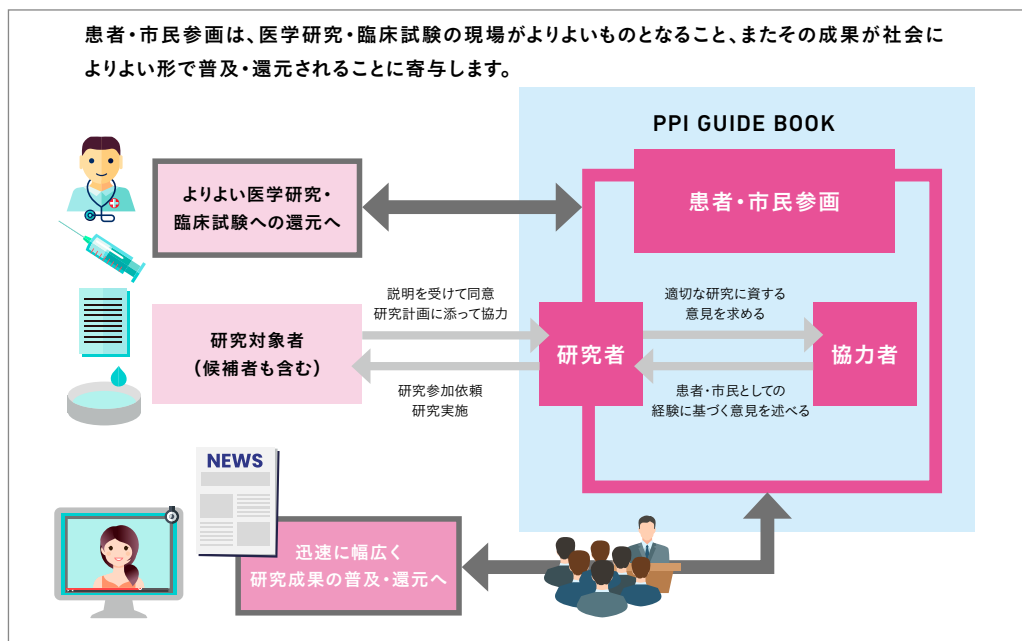 患者・市民参画は、医学研究・臨床試験の現場がよりよいものとなること、またその成果が社会に
よりよい形で普及・還元されることに寄与します。
PPI GUIDE BOOK
患者・市民参画
よりよい医学研究・
臨床試験への還元へ
説明を受けて同意
研究計画に添って協力
適切な研究に資する
意見を求める
研究対象者
(候補者も含む)
研究者
協力者
研究参加依頼
研究実施
患者・市民としての
経験に基づく意見を述べる
NEWS
迅速に幅広く
研究成果の普及・還元へ